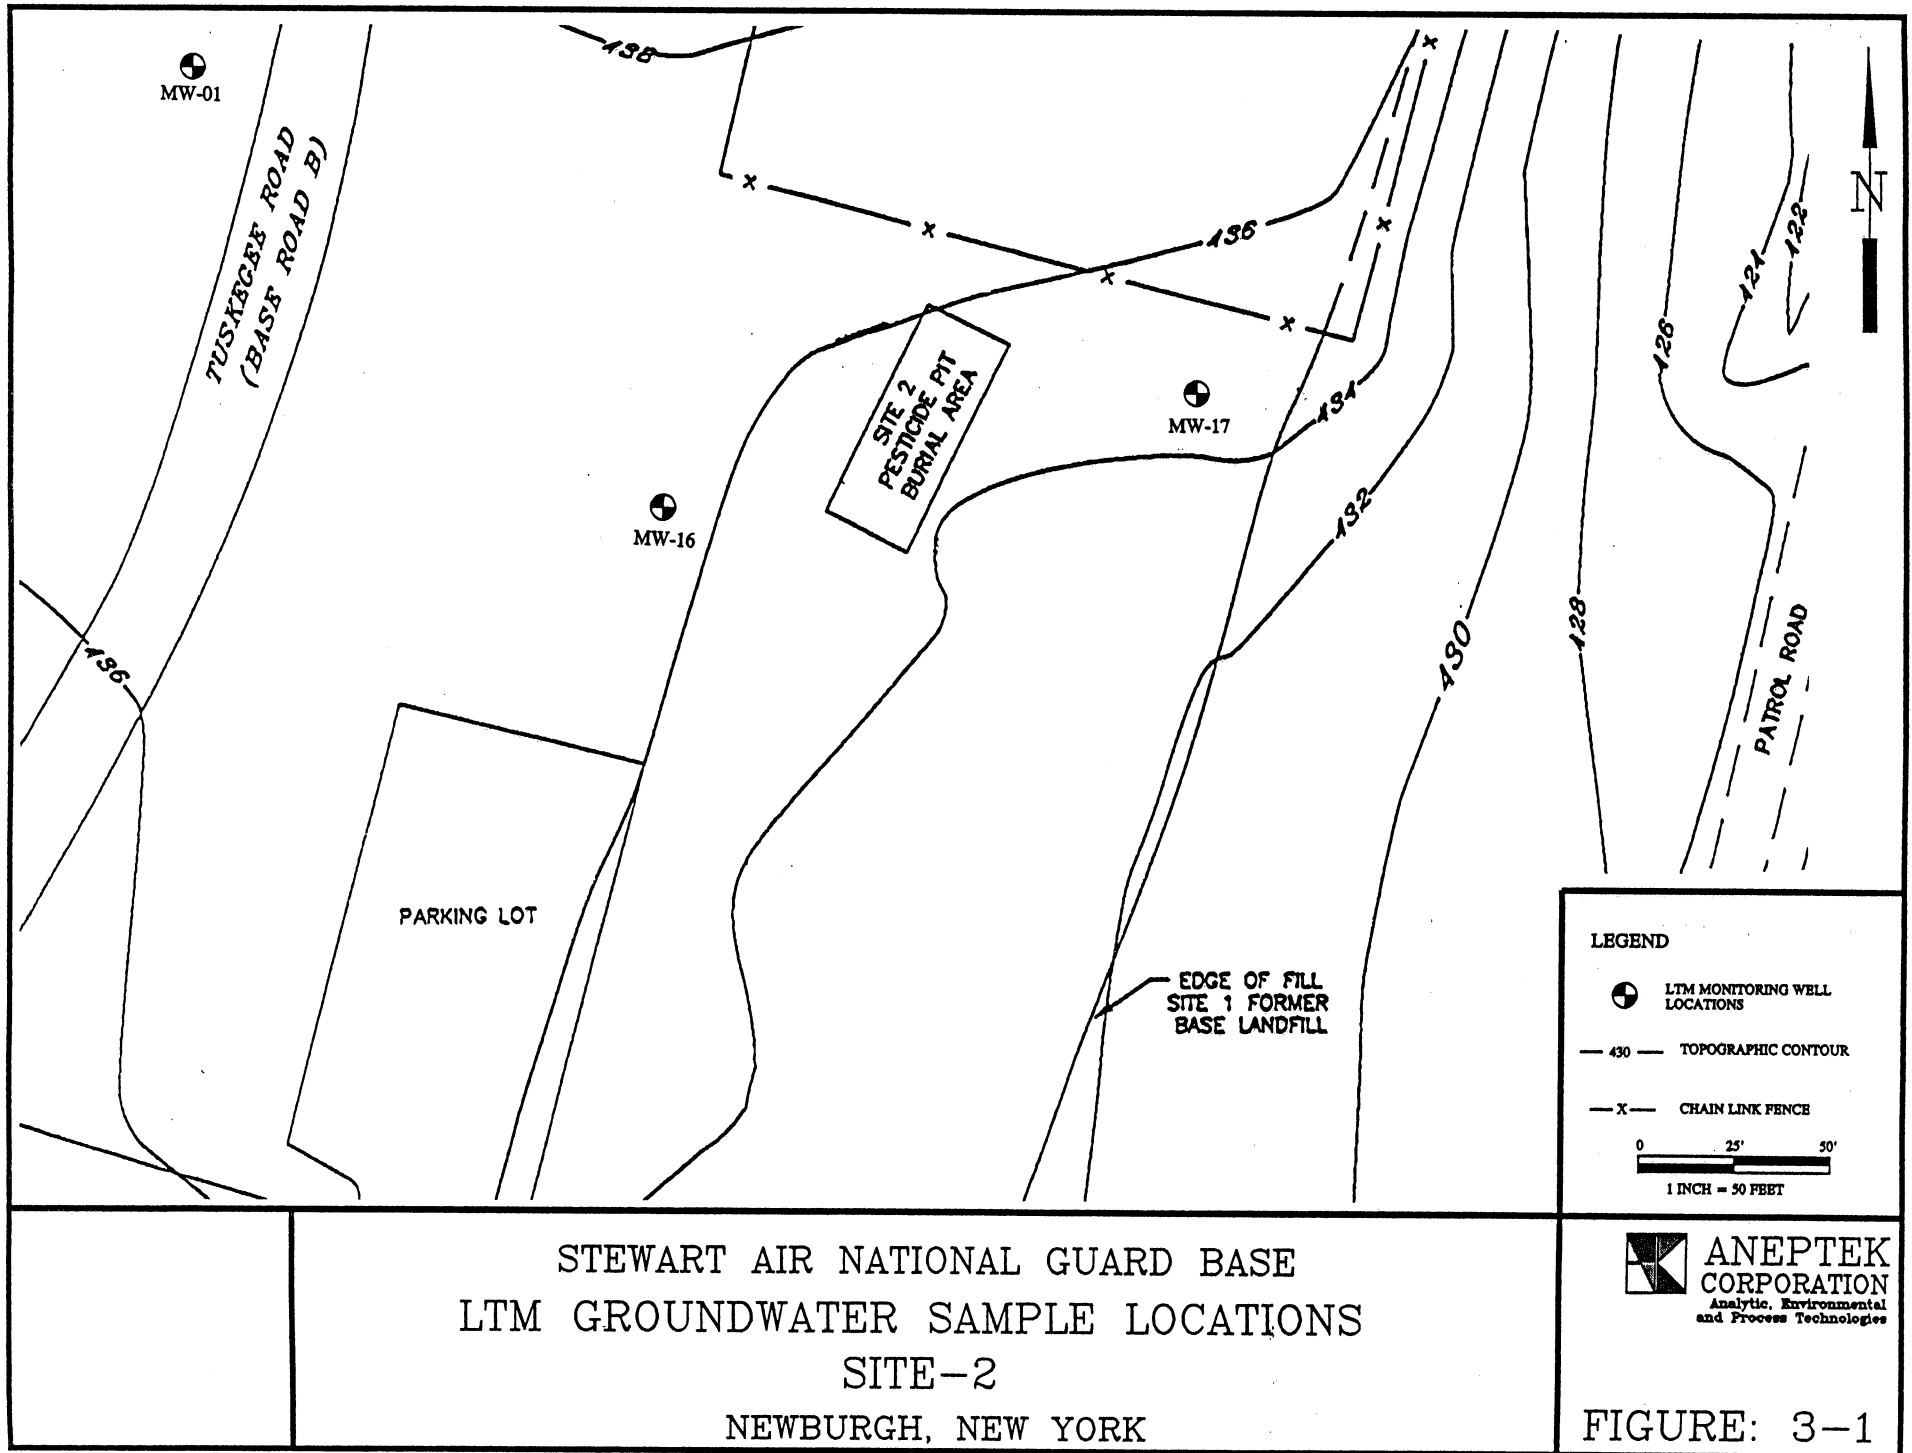 438
MW-01
TUSKEGEE ROAD
(BASE ROAD B)
X
X
X
X
X
X
436
N
422
424
426
SITE 2
PESTICIDE PIT
BURIAL AREA
MW-17
434
MW-16
432
436
430
428
PATROL ROAD
PARKING LOT
EDGE OF FILL
SITE 1 FORMER
BASE LANDFILL
LEGEND
LTM MONITORING WELL
LOCATIONS
430
TOPOGRAPHIC CONTOUR
X
CHAIN LINK FENCE
0 25' 50'
1 INCH = 50 FEET
STEWART AIR NATIONAL GUARD BASE
LTM GROUNDWATER SAMPLE LOCATIONS
SITE-2
NEWBURGH, NEW YORK
ANEPTEK
CORPORATION
Analytic, Environmental
and Process Technologies
FIGURE: 3-1